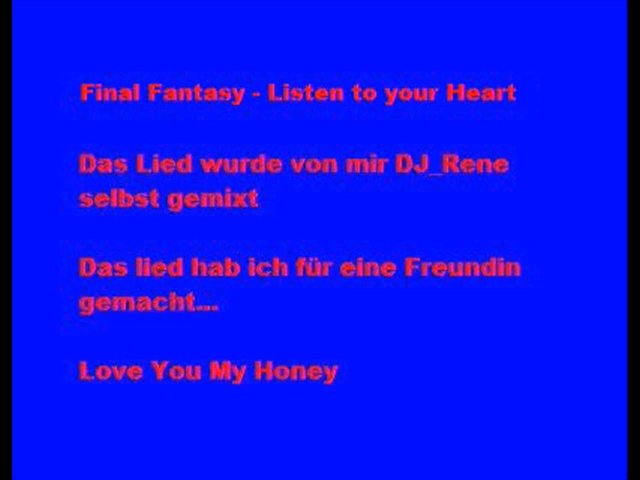 Final Fantasy - Listen to your Heart
Das Lied wurde von mir DJ_Rene
selbst gemixt
Das lied hab ich für eine Freundin
gemacht...
Love You My Honey